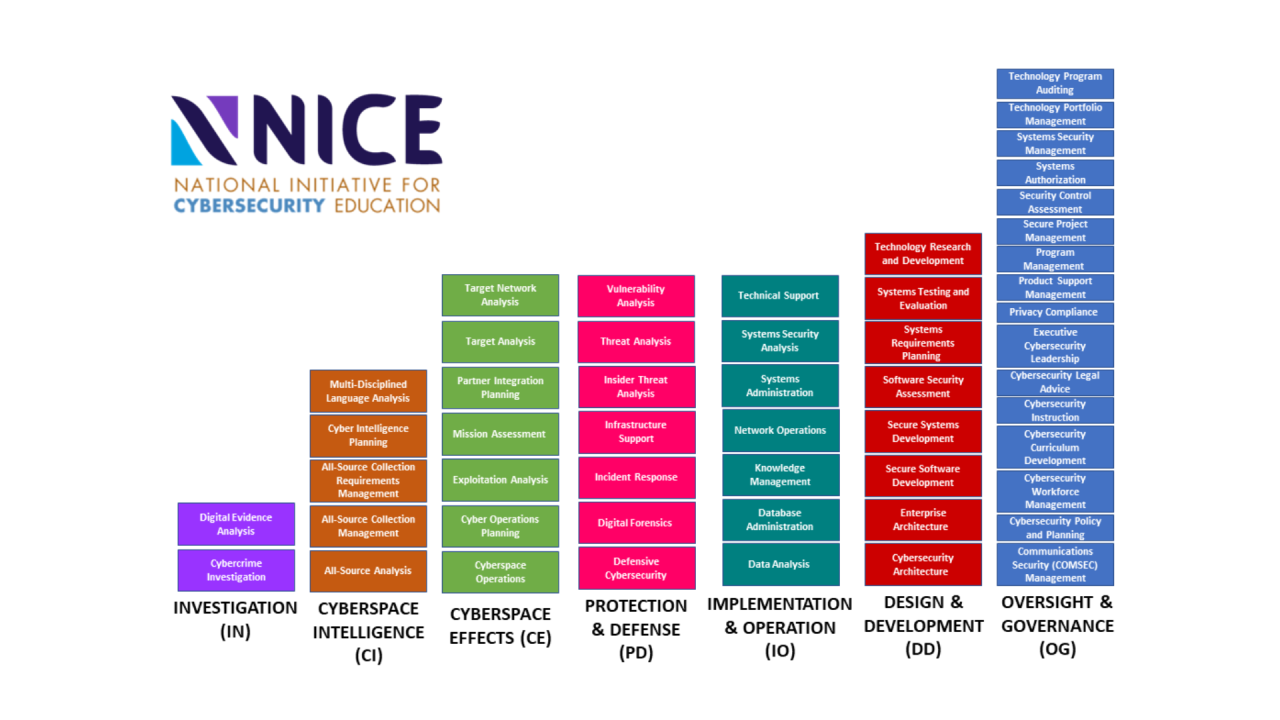 NICE
NATIONAL INITIATIVE FOR
CYBERSECURITY EDUCATION
Digital Evidence
Analysis
Cybercrime
Investigation
INVESTIGATION
(IN)
Multi-Disciplined
Language Analysis
Cyber Intelligence
Planning
All-Source Collection
Requirements
Management
All-Source Collection
Management
All-Source Analysis
CYBERSPACE
INTELLIGENCE
(CI)
Target Network
Analysis
Target Analysis
Partner Integration
Planning
Mission Assessment
Exploitation Analysis
Cyber Operations
Planning
Cyberspace
Operations
CYBERSPACE
EFFECTS (CE)
Vulnerability
Analysis
Threat Analysis
Insider Threat
Analysis
Infrastructure
Support
Incident Response
Digital Forensics
Defensive
Cybersecurity
PROTECTION
& DEFENSE
(PD)
Technical Support
Systems Security
Analysis
Systems
Administration
Network Operations
Knowledge
Management
Database
Administration
Data Analysis
IMPLEMENTATION
& OPERATION
(IO)
Technology Research
and Development
Systems Testing and
Evaluation
Systems
Requirements
Planning
Software Security
Assessment
Secure Systems
Development
Secure Software
Development
Enterprise
Architecture
Cybersecurity
Architecture
DESIGN &
DEVELOPMENT
(DD)
Technology Program
Auditing
Technology Portfolio
Management
Systems Security
Management
Systems
Authorization
Security Control
Assessment
Secure Project
Management
Program
Management
Product Support
Management
Privacy Compliance
Executive
Cybersecurity
Leadership
Cybersecurity Legal
Advice
Cybersecurity
Instruction
Cybersecurity
Curriculum
Development
Cybersecurity
Workforce
Management
Cybersecurity Policy
and Planning
Communications
Security (COMSEC)
Management
OVERSIGHT &
GOVERNANCE
(OG)